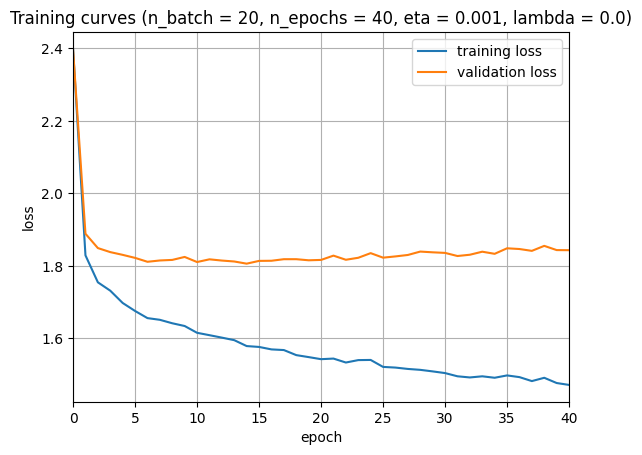 Training curves (n_batch = 20, n_epochs = 40, eta = 0.001, lambda = 0.0)
training loss
validation loss
2.4
2.2
2.0
1.8
1.6
loss
0 5 10 15 20 25 30 35 40
epoch